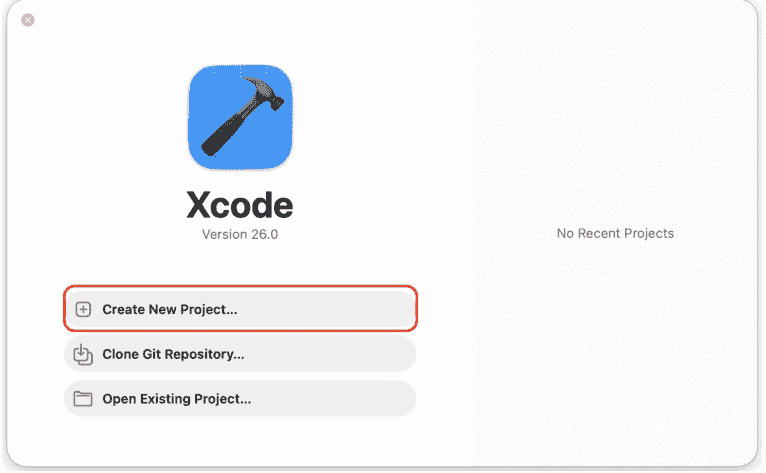 Xcode
Version 26.0
Create New Project...
Clone Git Repository...
Open Existing Project...
No Recent Projects